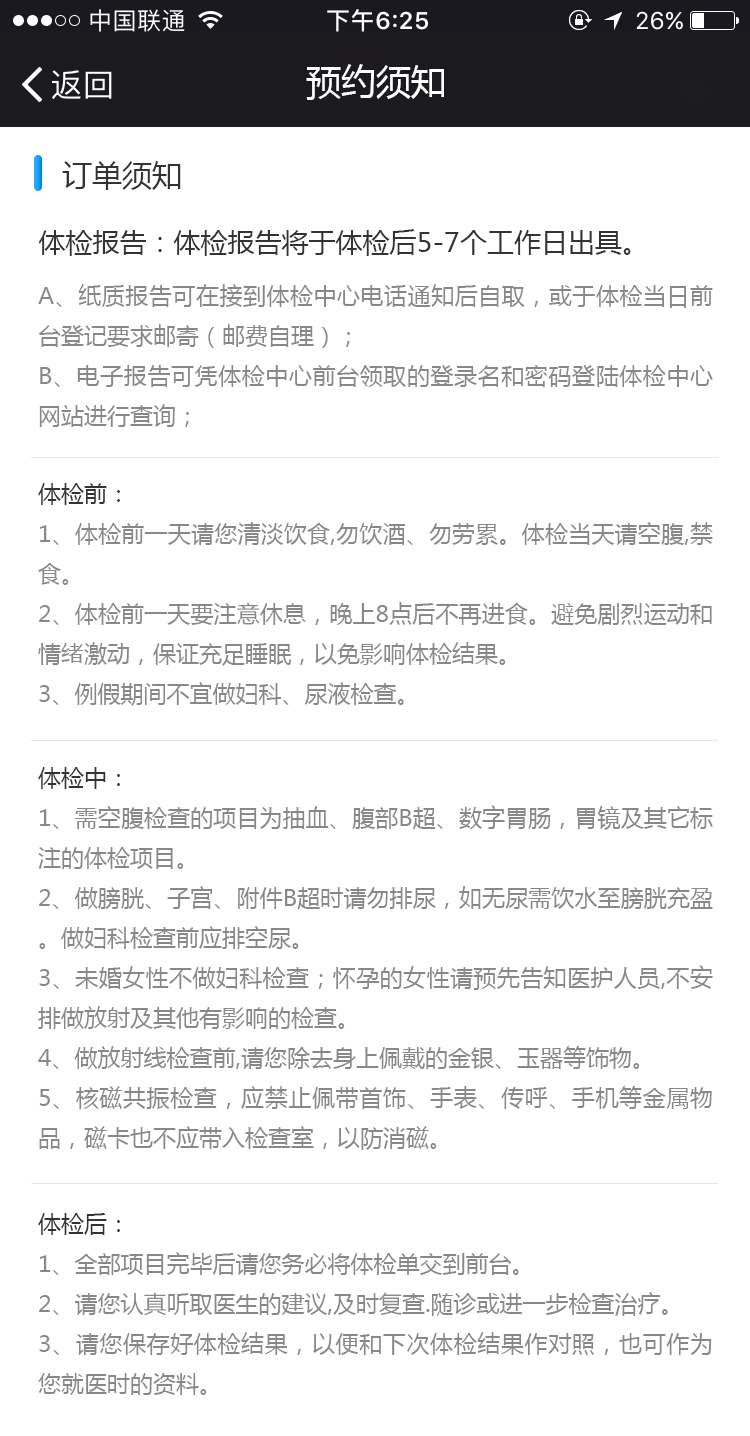 中国联通 下午6:25 26%
返回 预约须知
订单须知
体检报告：体检报告将于体检后5-7个工作日出具。
A、纸质报告可在接到体检中心电话通知后自取，或于体检当日前
台登记要求邮寄（邮费自理）；
B、电子报告可凭体检中心前台领取的登录名和密码登陆体检中心
网站进行查询；
体检前：
1、体检前一天请您清淡饮食,勿饮酒、勿劳累。体检当天请空腹,禁
食。
2、体检前一天要注意休息，晚上8点后不再进食。避免剧烈运动和
情绪激动，保证充足睡眠，以免影响体检结果。
3、例假期间不宜做妇科、尿液检查。
体检中：
1、需空腹检查的项目为抽血、腹部B超、数字胃肠，胃镜及其它标
注的体检项目。
2、做膀胱、子宫、附件B超时请勿排尿，如无尿需饮水至膀胱充盈
。做妇科检查前应排空尿。
3、未婚女性不做妇科检查；怀孕的女性请预先告知医护人员,不安
排做放射及其他有影响的检查。
4、做放射线检查前,请您除去身上佩戴的金银、玉器等饰物。
5、核磁共振检查，应禁止佩带首饰、手表、传呼、手机等金属物
品，磁卡也不应带入检查室，以防消磁。
体检后：
1、全部项目完毕后请您务必将体检单交到前台。
2、请您认真听取医生的建议,及时复查.随诊或进一步检查治疗。
3、请您保存好体检结果，以便和下次体检结果作对照，也可作为
您就医时的资料。